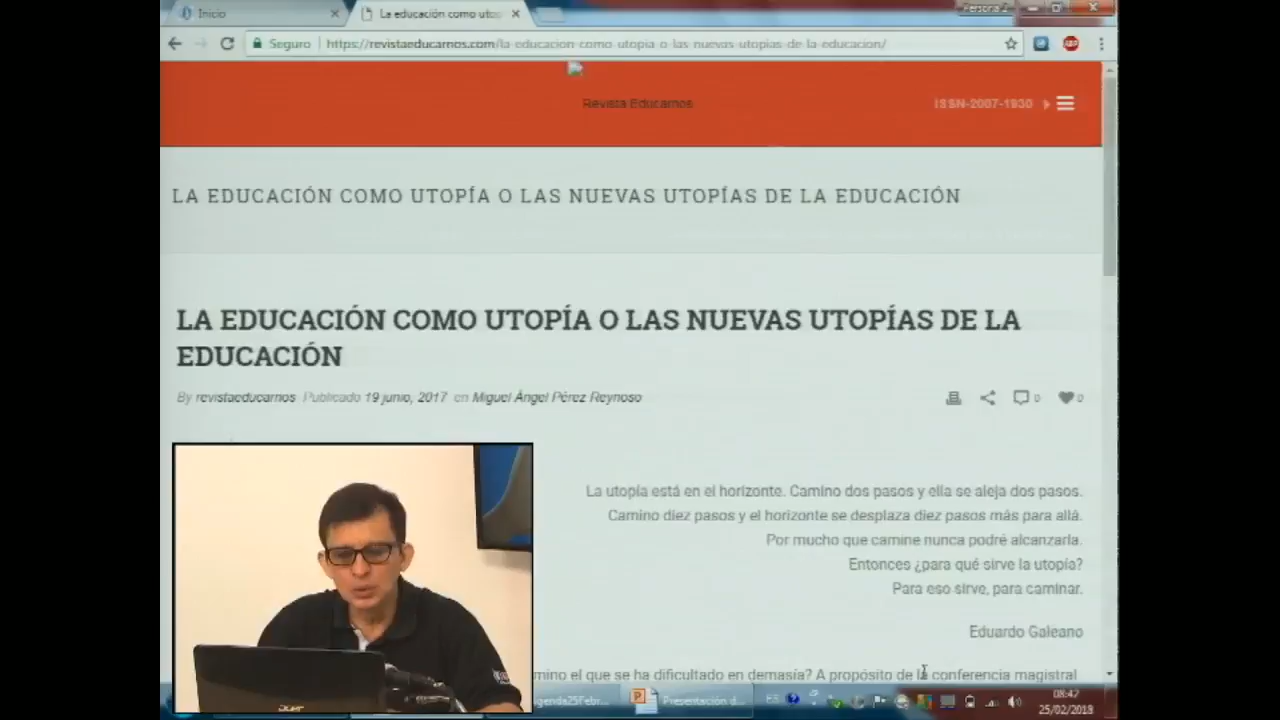 Inicio
La educación como uto
Persona 2
Seguro
https://revistaeducarnos.com/la-educacion-como-utopia-o-las-nuevas-utopias-de-la-educacion/
Revista Educarnos
ISSN-2007-1930
LA EDUCACIÓN COMO UTOPÍA O LAS NUEVAS UTOPÍAS DE LA EDUCACIÓN
LA EDUCACIÓN COMO UTOPÍA O LAS NUEVAS UTOPÍAS DE LA
EDUCACIÓN
By revistaeducarnos Publicado 19 junio, 2017 en Miguel Ángel Pérez Reynoso
0
0
La utopía está en el horizonte. Camino dos pasos y ella se aleja dos pasos.
Camino diez pasos y el horizonte se desplaza diez pasos más para allá.
Por mucho que camine nunca podré alcanzarla.
Entonces ¿para qué sirve la utopía?
Para eso sirve, para caminar.
Eduardo Galeano
mino el que se ha dificultado en demasía? A propósito de la conferencia magistral
acer
genda25Febr...
Presentación d...
ES
08:47
25/02/2018